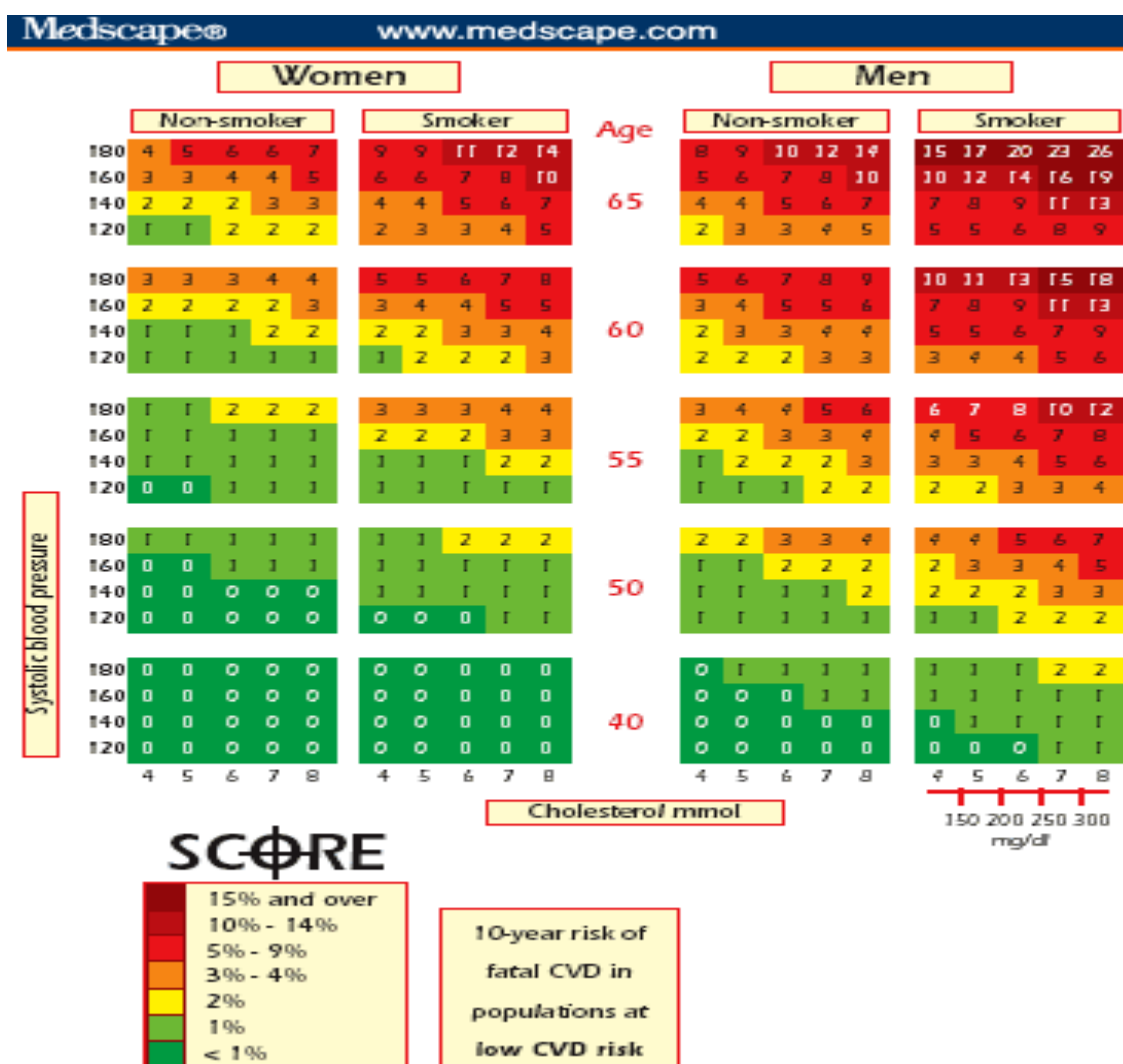 Medscape® www.medscape.com
Women Men
Non-smoker Smoker Age Non-smoker Smoker
180 4 5 6 6 7 9 9 11 12 14 8 9 10 12 14 15 17 20 23 26
160 3 3 4 4 5 6 6 7 8 10 5 6 7 8 10 10 12 14 16 19
140 2 2 2 3 3 4 4 5 6 7 65 4 4 5 6 7 7 8 9 11 13
120 1 1 2 2 2 2 3 3 4 5 2 3 3 4 5 5 5 6 8 9
180 3 3 3 4 4 5 5 6 7 8 5 6 7 8 9 10 11 13 15 18
160 2 2 2 2 3 3 4 4 5 5 3 4 5 5 6 7 8 9 11 13
140 1 1 1 2 2 2 2 3 3 4 60 2 3 3 4 4 5 5 6 7 9
120 1 1 1 1 1 1 2 2 2 3 2 2 2 3 3 3 4 4 5 6
180 1 1 2 2 2 3 3 3 4 4 3 4 4 5 6 6 7 8 10 12
160 1 1 1 1 1 2 2 2 3 3 2 2 3 3 4 4 5 6 7 8
140 1 1 1 1 1 1 1 1 2 2 55 1 2 2 2 3 3 3 4 5 6
120 0 0 1 1 1 1 1 1 1 1 1 1 1 2 2 2 2 3 3 4
180 1 1 1 1 1 1 1 2 2 2 2 2 3 3 4 4 4 5 6 7
160 0 0 1 1 1 1 1 1 1 1 1 1 2 2 2 2 3 3 4 5
140 0 0 0 0 0 1 1 1 1 1 50 1 1 1 1 2 2 2 2 3 3
120 0 0 0 0 0 0 0 0 1 1 1 1 1 1 1 1 1 2 2 2
180 0 0 0 0 0 0 0 0 0 0 0 1 1 1 1 1 1 1 2 2
160 0 0 0 0 0 0 0 0 0 0 0 0 0 1 1 1 1 1 1 1
140 0 0 0 0 0 0 0 0 0 0 40 0 0 0 0 0 0 1 1 1 1
120 0 0 0 0 0 0 0 0 0 0 0 0 0 0 0 0 0 0 1 1
4 5 6 7 8 4 5 6 7 8 4 5 6 7 8 4 5 6 7 8
Systolic blood pressure
Cholesterol mmol
150 200 250 300
mg/dl
SCORE
15% and over
10% - 14%
5% - 9%
3% - 4%
2%
1%
< 1%
10-year risk of
fatal CVD in
populations at
low CVD risk